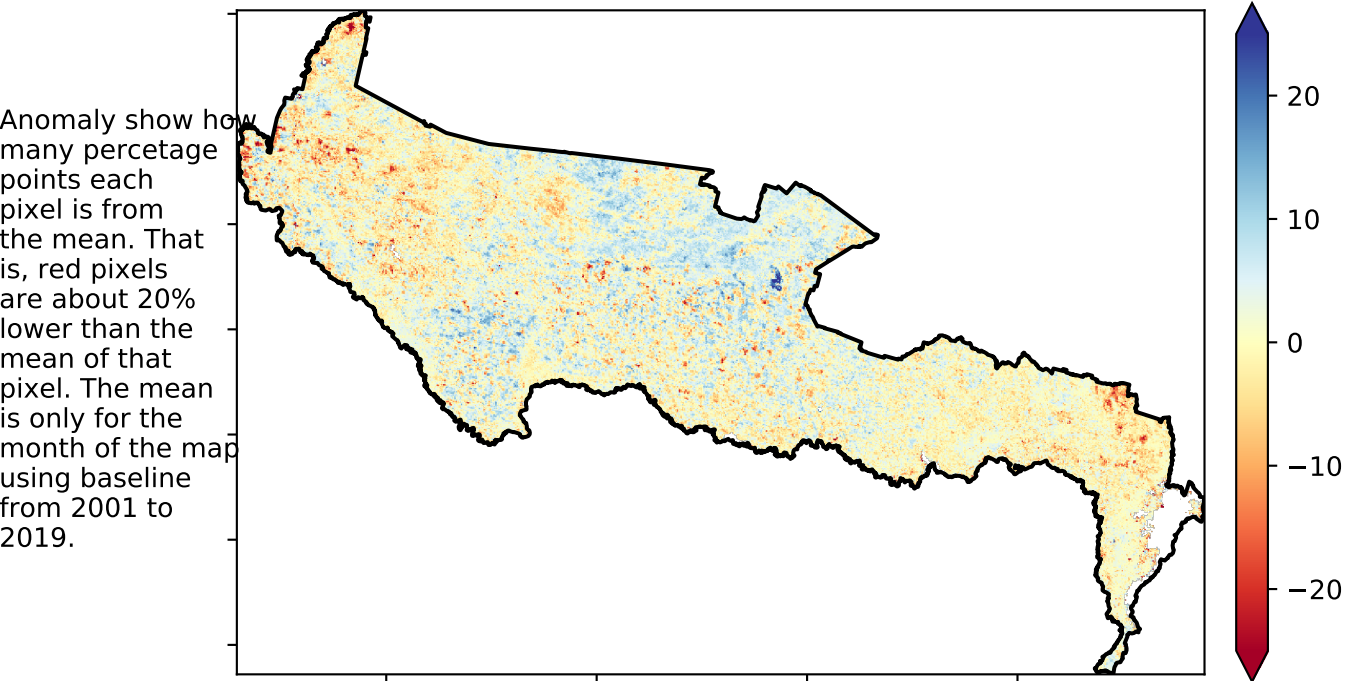 Anomaly show how
many percetage
points each
pixel is from
the mean. That
is, red pixels
are about 20%
lower than the
mean of that
pixel. The mean
is only for the
month of the map
using baseline
from 2001 to
2019.
20
10
0
−10
−20